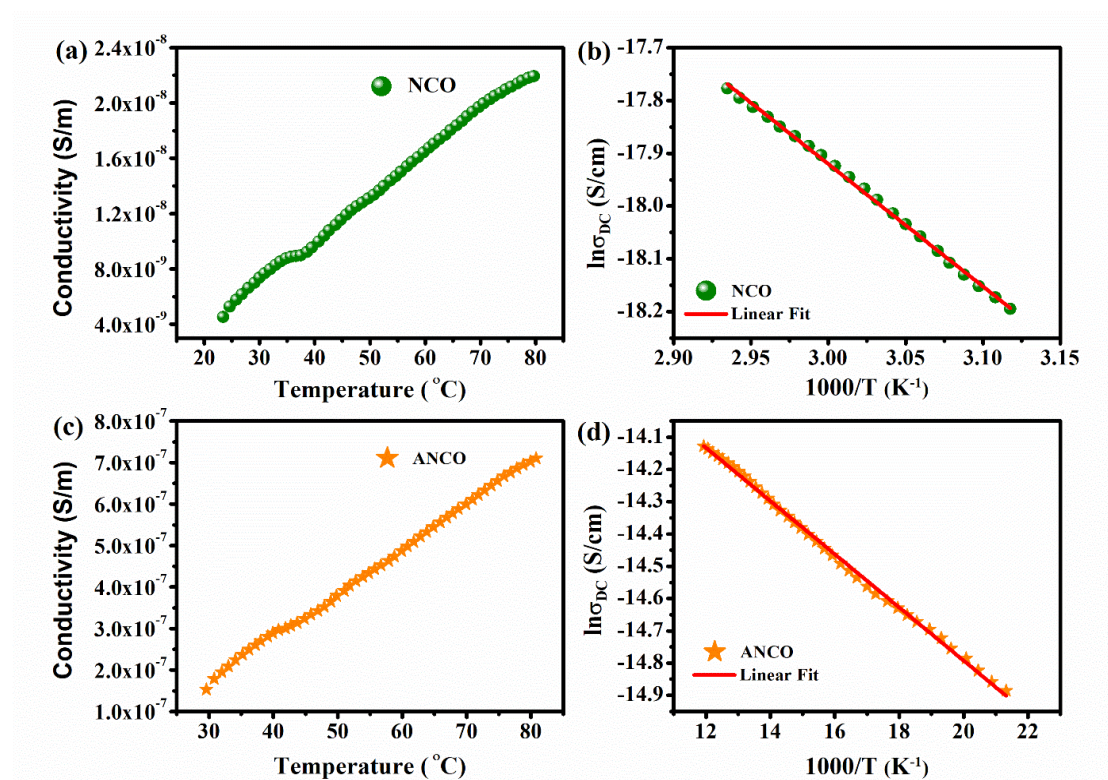 (a)
NCO
Conductivity (S/m)
2.4x10⁻⁸
2.0x10⁻⁸
1.6x10⁻⁸
1.2x10⁻⁸
8.0x10⁻⁹
4.0x10⁻⁹
20 30 40 50 60 70 80
Temperature (°C)
(b)
lnσDC (S/cm)
-17.7
-17.8
-17.9
-18.0
-18.1
-18.2
NCO
Linear Fit
2.90 2.95 3.00 3.05 3.10 3.15
1000/T (K⁻¹)
(c)
ANCO
Conductivity (S/m)
8.0x10⁻⁷
7.0x10⁻⁷
6.0x10⁻⁷
5.0x10⁻⁷
4.0x10⁻⁷
3.0x10⁻⁷
2.0x10⁻⁷
1.0x10⁻⁷
30 40 50 60 70 80
Temperature (°C)
(d)
lnσDC (S/cm)
-14.1
-14.2
-14.3
-14.4
-14.5
-14.6
-14.7
-14.8
-14.9
ANCO
Linear Fit
12 14 16 18 20 22
1000/T (K⁻¹)